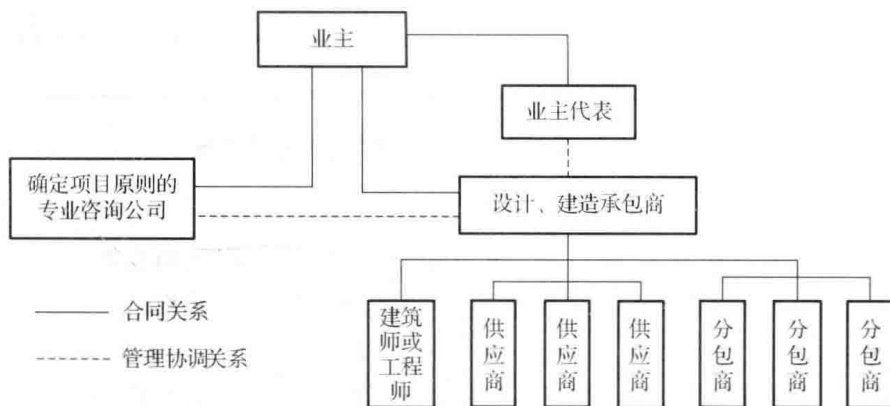 业主
业主代表
确定项目原则的
专业咨询公司
设计、建造承包商
合同关系
管理协调关系
建筑
师或
工程
师
供应商
供应商
供应商
分包商
分包商
分包商